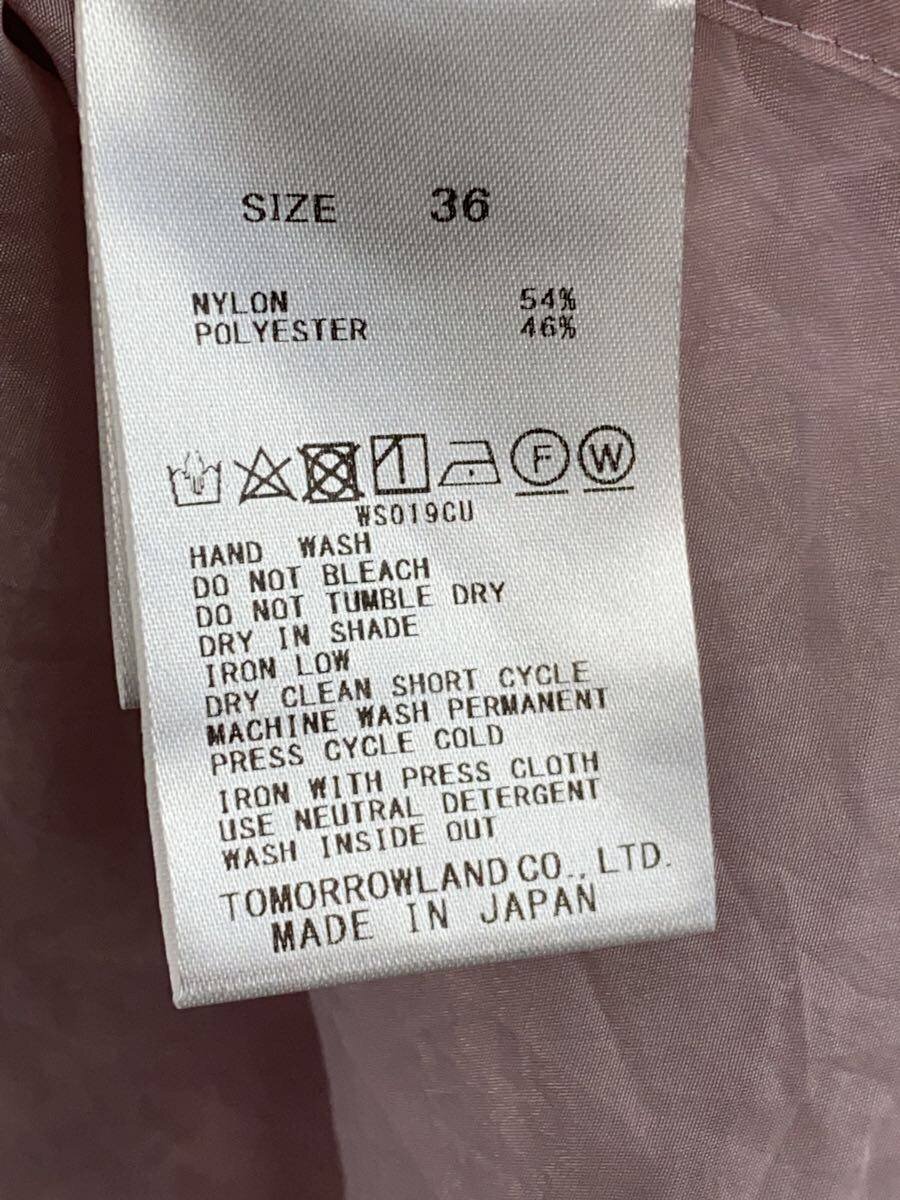 SIZE 36
NYLON 54%
POLYESTER 46%
F W
WS019CU
HAND WASH
DO NOT BLEACH
DO NOT TUMBLE DRY
DRY IN SHADE
IRON LOW
DRY CLEAN SHORT CYCLE
MACHINE WASH PERMANENT
PRESS CYCLE COLD
IRON WITH PRESS CLOTH
USE NEUTRAL DETERGENT
WASH INSIDE OUT
TOMORROWLAND CO., LTD.
MADE IN JAPAN